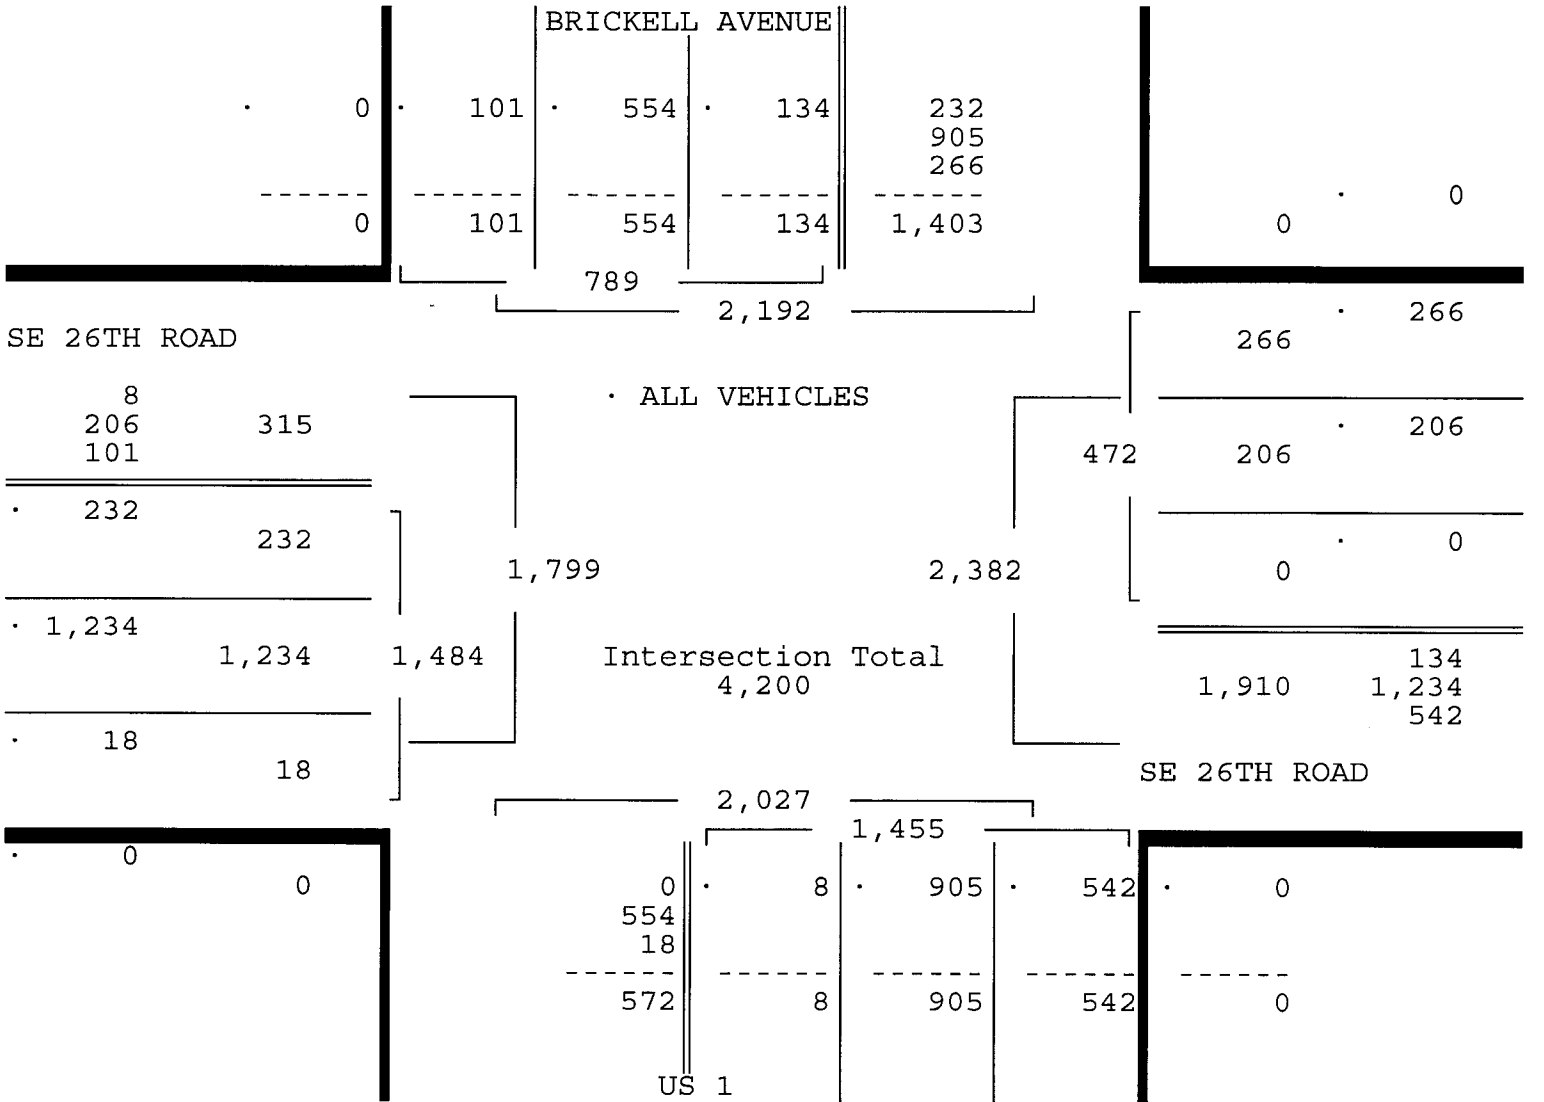 BRICKELL AVENUE
· 0 · 101 · 554 · 134 232
905
266
------ ------ ------ ------ ------
· 0
0 101 554 134 1,403 0
789
2,192 · 266
SE 26TH ROAD 266
8 · ALL VEHICLES
206 315 · 206
101 472 206
· 232
232 · 0
1,799 2,382 0
· 1,234
1,234 1,484 Intersection Total 134
4,200 1,910 1,234
542
· 18
18 SE 26TH ROAD
2,027
1,455
· 0
0 0 · 8 · 905 · 542 · 0
554
18
------ ------ ------ ------ ------
572 8 905 542 0
US 1